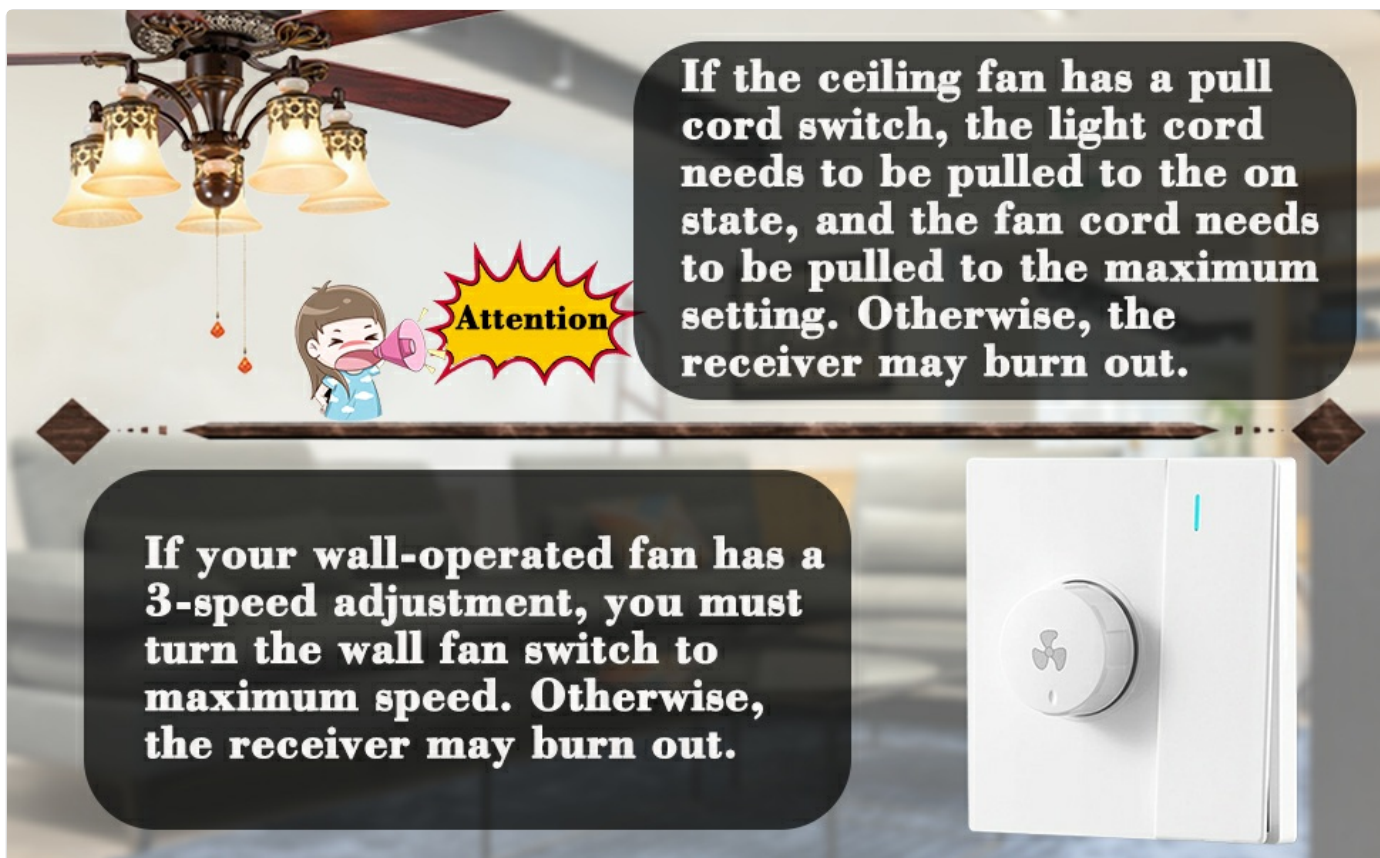 If the ceiling fan has a pull
cord switch, the light cord
needs to be pulled to the on
state, and the fan cord needs
to be pulled to the maximum
setting. Otherwise, the
receiver may burn out.
Attention
If your wall-operated fan has a
3-speed adjustment, you must
turn the wall fan switch to
maximum speed. Otherwise,
the receiver may burn out.